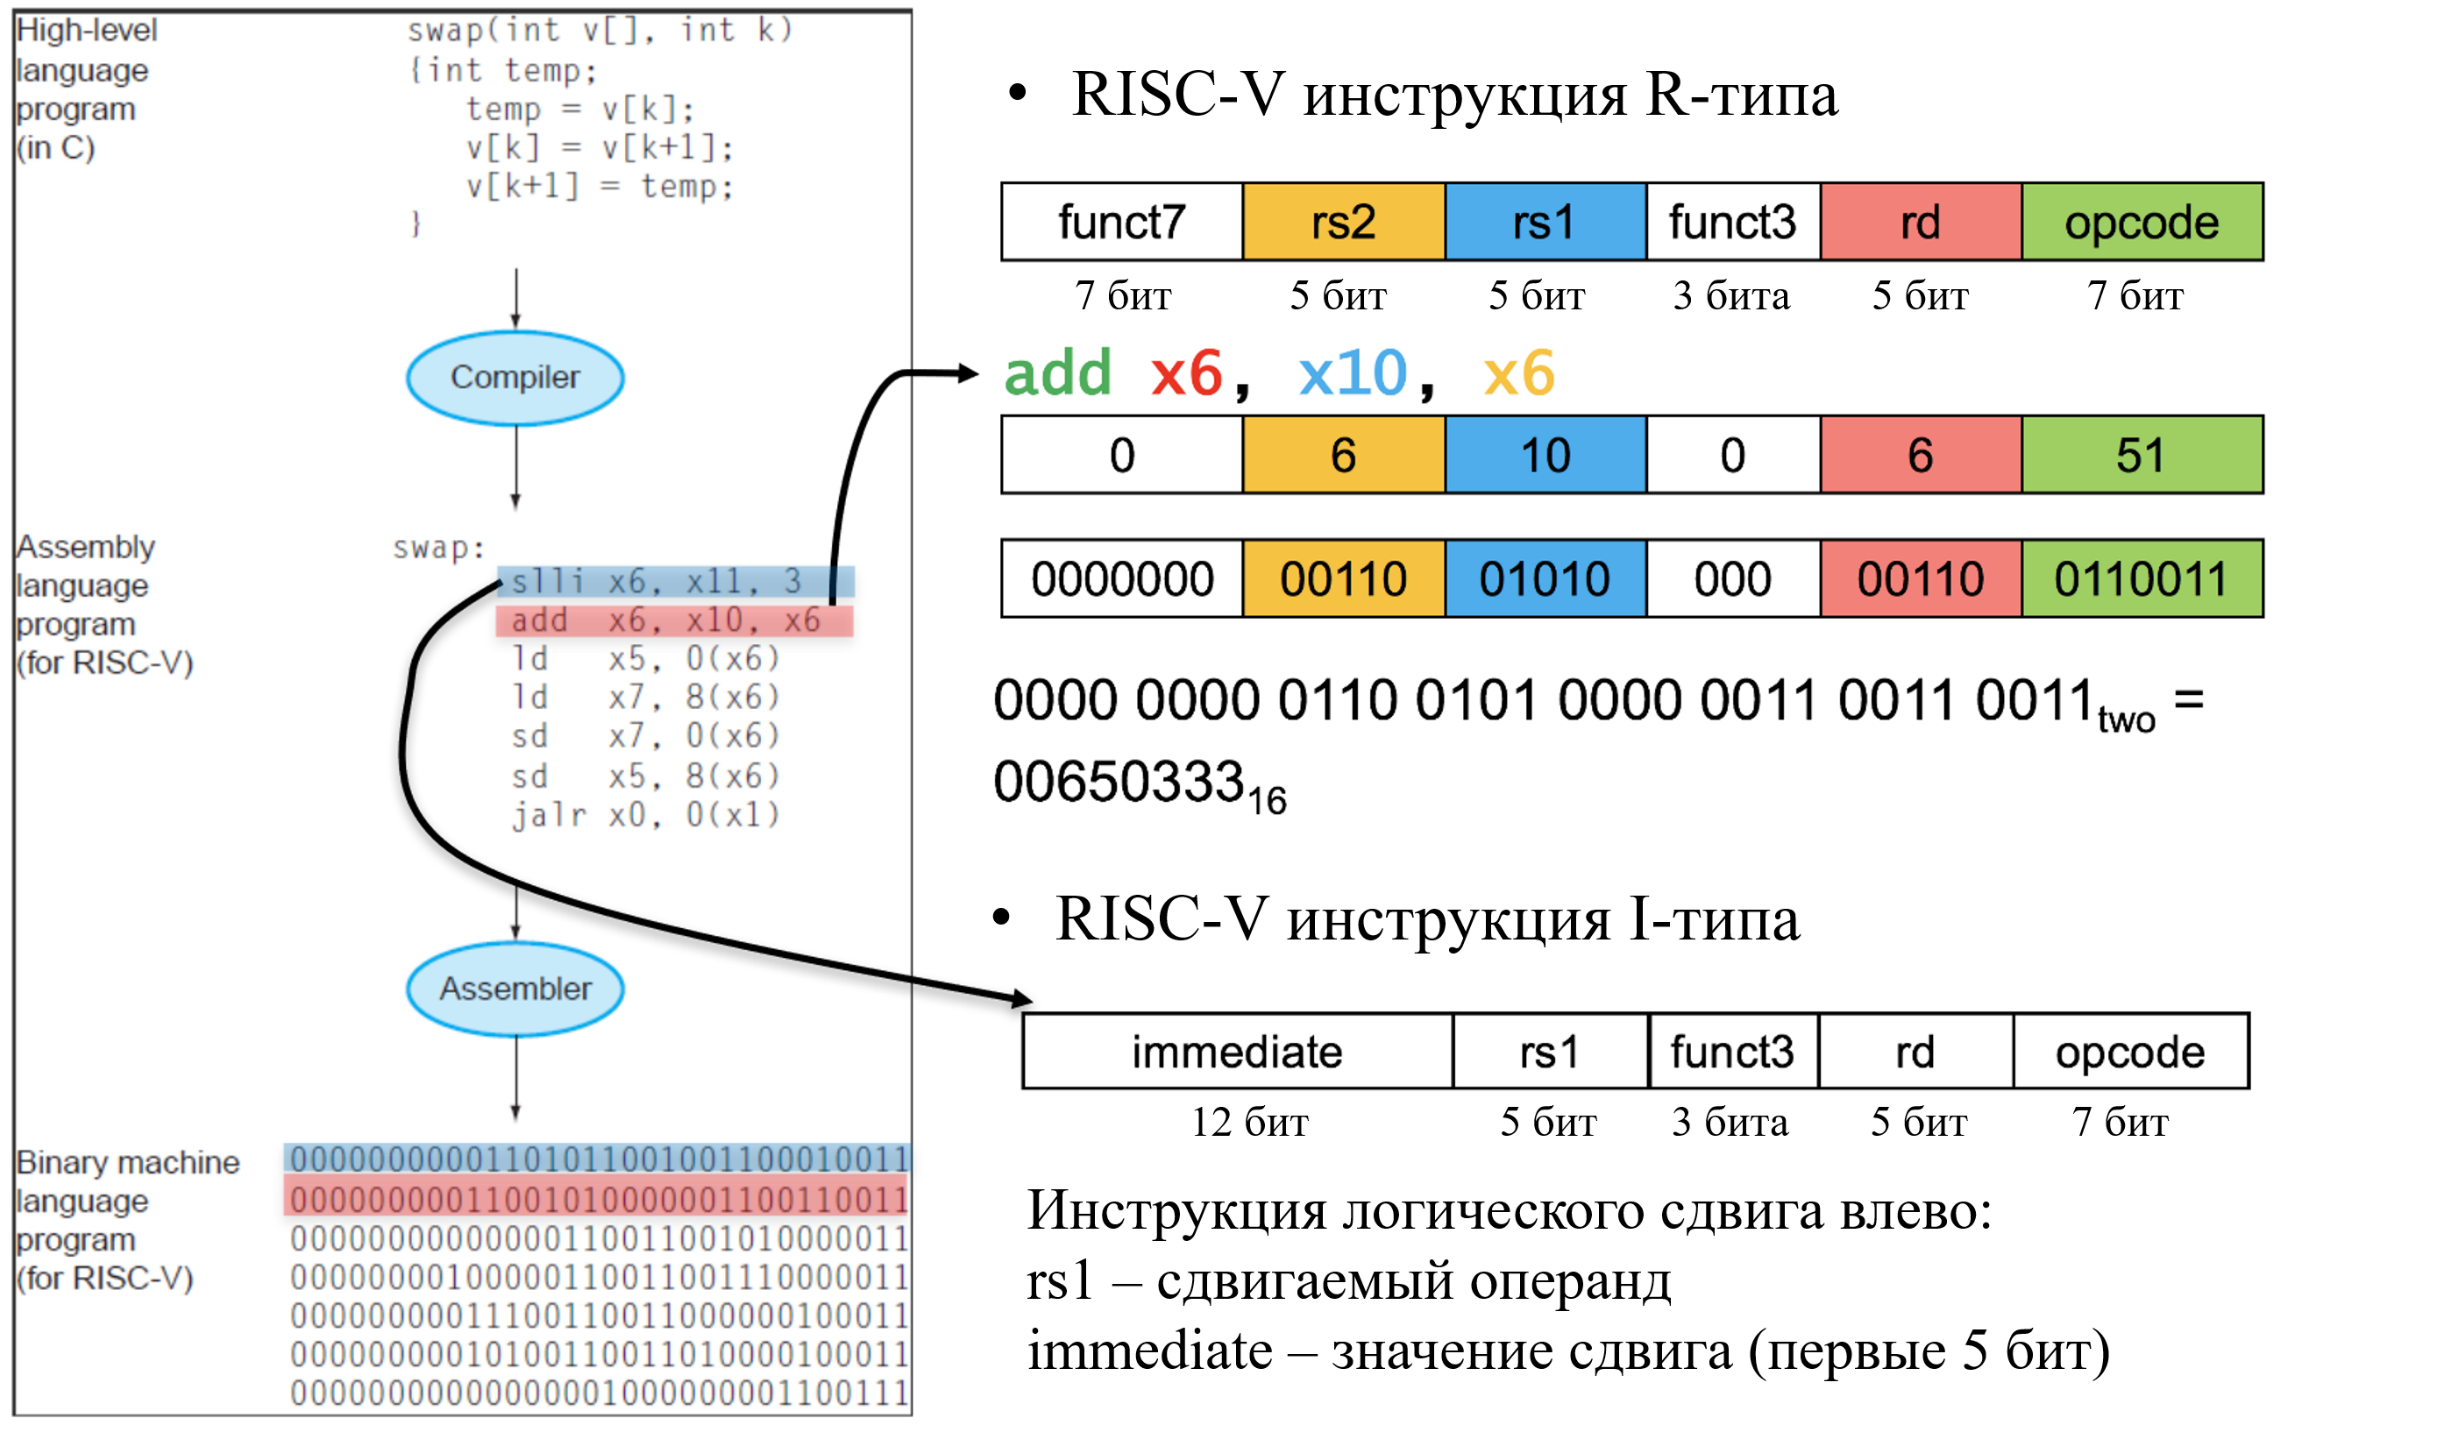 High-level
language
program
(in C)
swap(int v[], int k)
{int temp;
temp = v[k];
v[k] = v[k+1];
v[k+1] = temp;
}
Compiler
Assembly
language
program
(for RISC-V)
swap:
slli x6, x11, 3
add x6, x10, x6
ld x5, 0(x6)
ld x7, 8(x6)
sd x7, 0(x6)
sd x5, 8(x6)
jalr x0, 0(x1)
Assembler
Binary machine
language
program
(for RISC-V)
00000000001101011001001100010011
00000000011001010000001100110011
00000000000000110011001010000011
00000000100000110011001110000011
00000000011100110011000000100011
00000000010100110011010000100011
00000000000000001000000001100111
• RISC-V инструкция R-типа
funct7 rs2 rs1 funct3 rd opcode
7 бит 5 бит 5 бит 3 бита 5 бит 7 бит
add x6, x10, x6
0 6 10 0 6 51
0000000 00110 01010 000 00110 0110011
0000 0000 0110 0101 0000 0011 0011 0011two =
0065033316
• RISC-V инструкция I-типа
immediate rs1 funct3 rd opcode
12 бит 5 бит 3 бита 5 бит 7 бит
Инструкция логического сдвига влево:
rs1 – сдвигаемый операнд
immediate – значение сдвига (первые 5 бит)